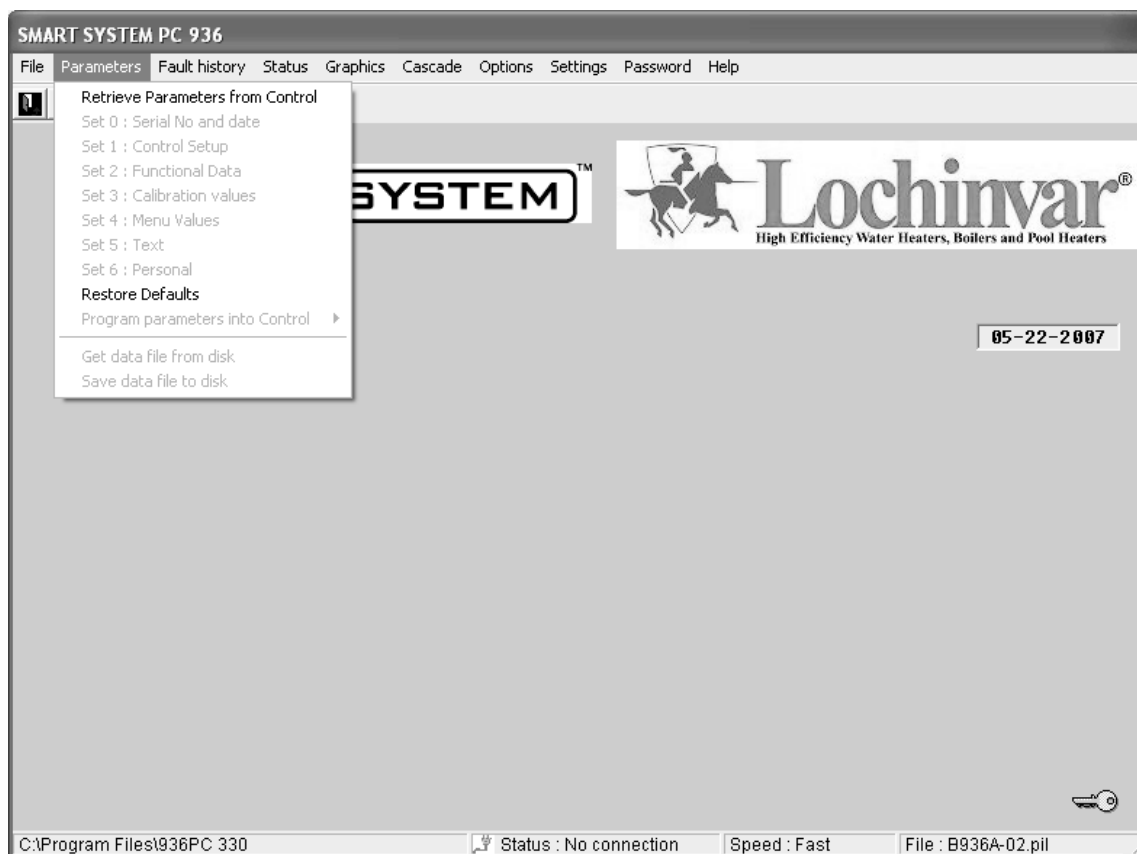 SMART SYSTEM PC 936
File Parameters Fault history Status Graphics Cascade Options Settings Password Help
Retrieve Parameters from Control
Set 0 : Serial No and date
Set 1 : Control Setup
Set 2 : Functional Data
Set 3 : Calibration values
Set 4 : Menu Values
Set 5 : Text
Set 6 : Personal
Restore Defaults
Program parameters into Control
Get data file from disk
Save data file to disk
SYSTEM™
Lochinvar®
High Efficiency Water Heaters, Boilers and Pool Heaters
05-22-2007
C:\Program Files\936PC 330 Status : No connection Speed : Fast File : B936A-02.pil